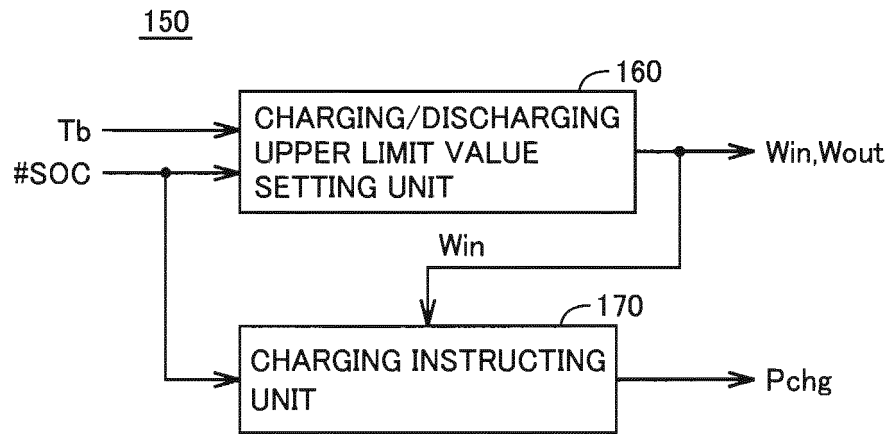 150
160
Tb
#SOC
CHARGING/DISCHARGING
UPPER LIMIT VALUE
SETTING UNIT
Win,Wout
Win
170
CHARGING INSTRUCTING
UNIT
Pchg